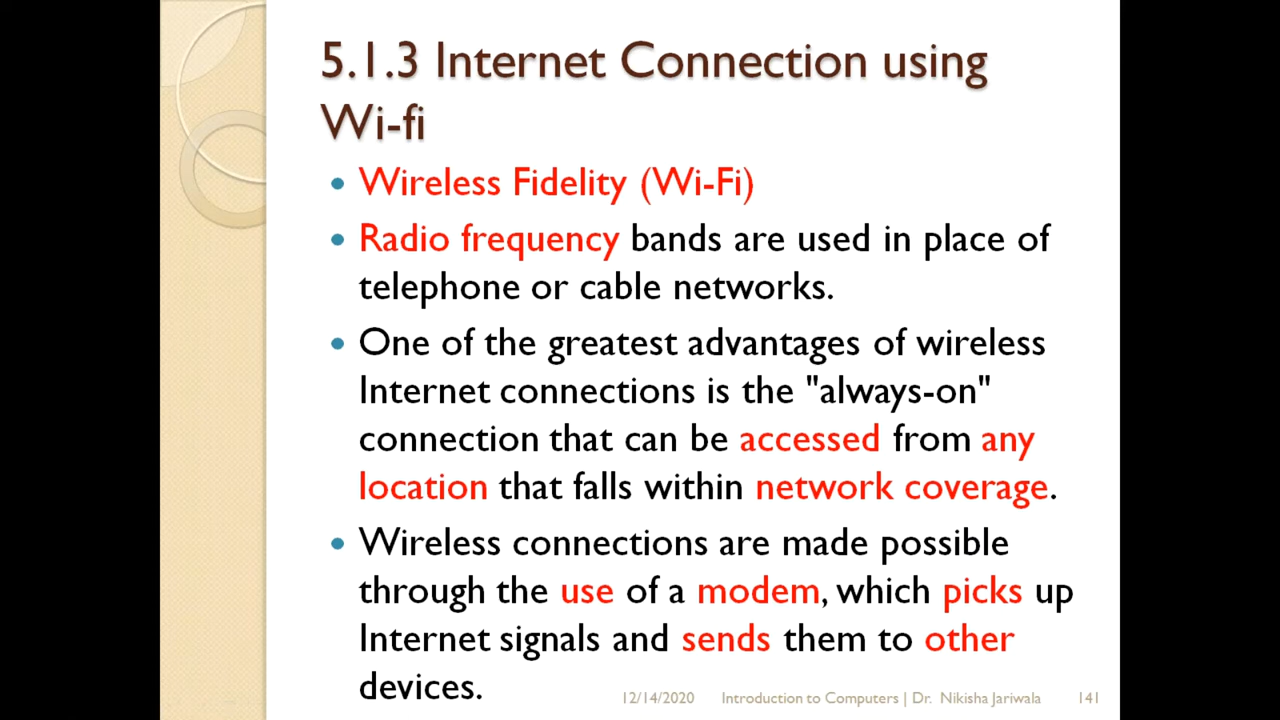 5.1.3 Internet Connection using
Wi-fi
• Wireless Fidelity (Wi-Fi)
• Radio frequency bands are used in place of
telephone or cable networks.
• One of the greatest advantages of wireless
Internet connections is the "always-on"
connection that can be accessed from any
location that falls within network coverage.
• Wireless connections are made possible
through the use of a modem, which picks up
Internet signals and sends them to other
devices.
12/14/2020 Introduction to Computers | Dr. Nikisha Jariwala 141